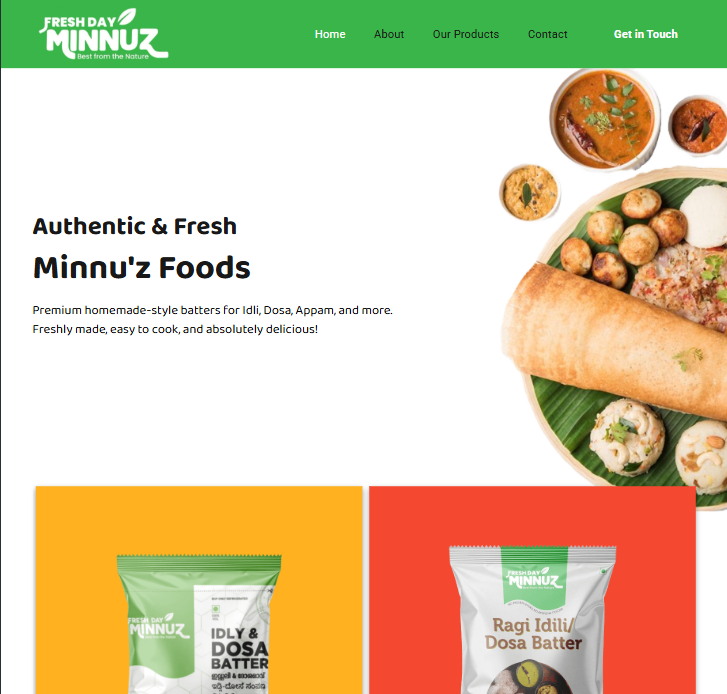 FRESH DAY
MINNUZ
Best from the Nature
Home
About
Our Products
Contact
Get in Touch
Authentic & Fresh
Minnu'z Foods
Premium homemade-style batters for Idli, Dosa, Appam, and more.
Freshly made, easy to cook, and absolutely delicious!
FRESH DAY
MINNUZ
IDLY &
DOSA
BATTER
FRESH DAY
MINNUZ
Ragi Idili/
Dosa Batter